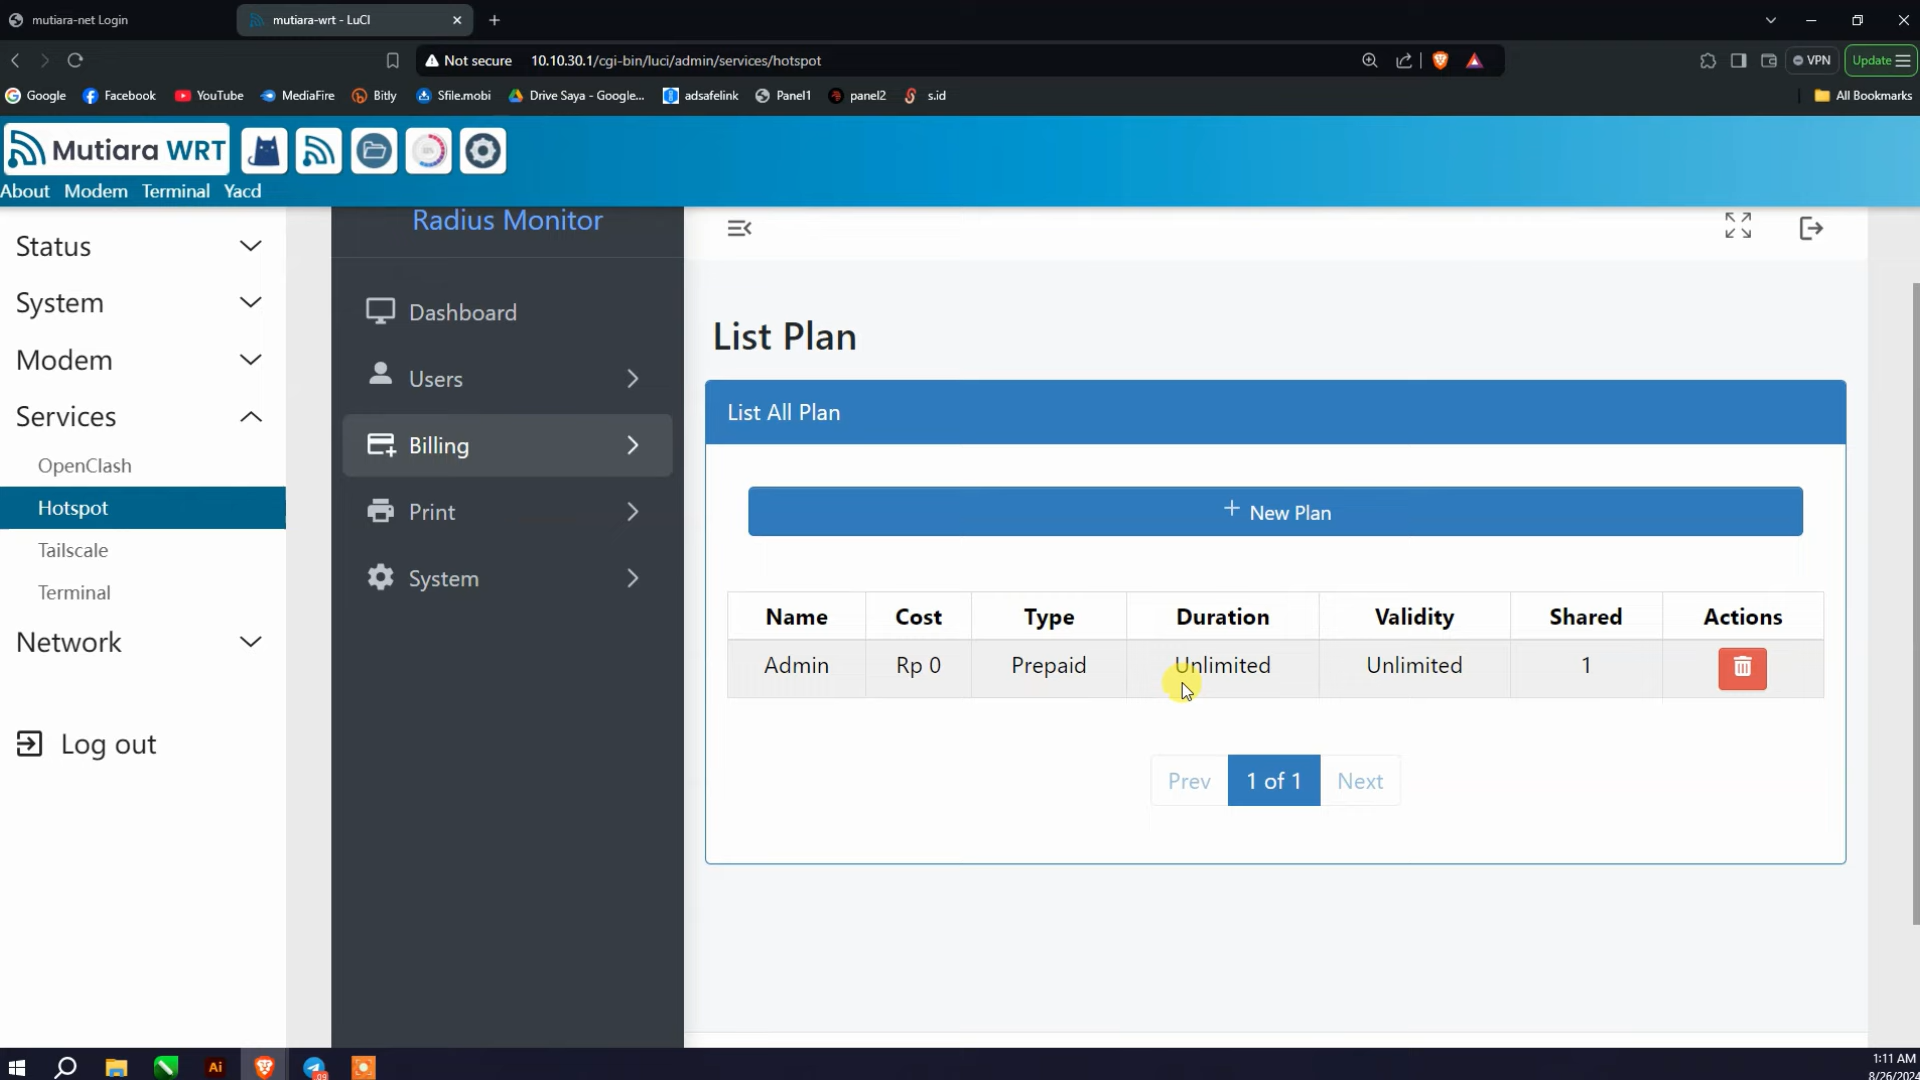 mutiara-net Login
mutiara-wrt - LuCI
Not secure 10.10.30.1/cgi-bin/luci/admin/services/hotspot
VPN
Update
Google Facebook YouTube MediaFire Bitly Sfile.mobi Drive Saya - Google... adsafelink Panel1 panel2 s.id All Bookmarks
Mutiara WRT
About Modem Terminal Yacd
Status
System
Modem
Services
OpenClash
Hotspot
Tailscale
Terminal
Network
Log out
Radius Monitor
Dashboard
Users
Billing
Print
System
List Plan
List All Plan
+ New Plan
Name Cost Type Duration Validity Shared Actions
Admin Rp 0 Prepaid Unlimited Unlimited 1
Prev 1 of 1 Next
Ai
1:11 AM
8/26/2024